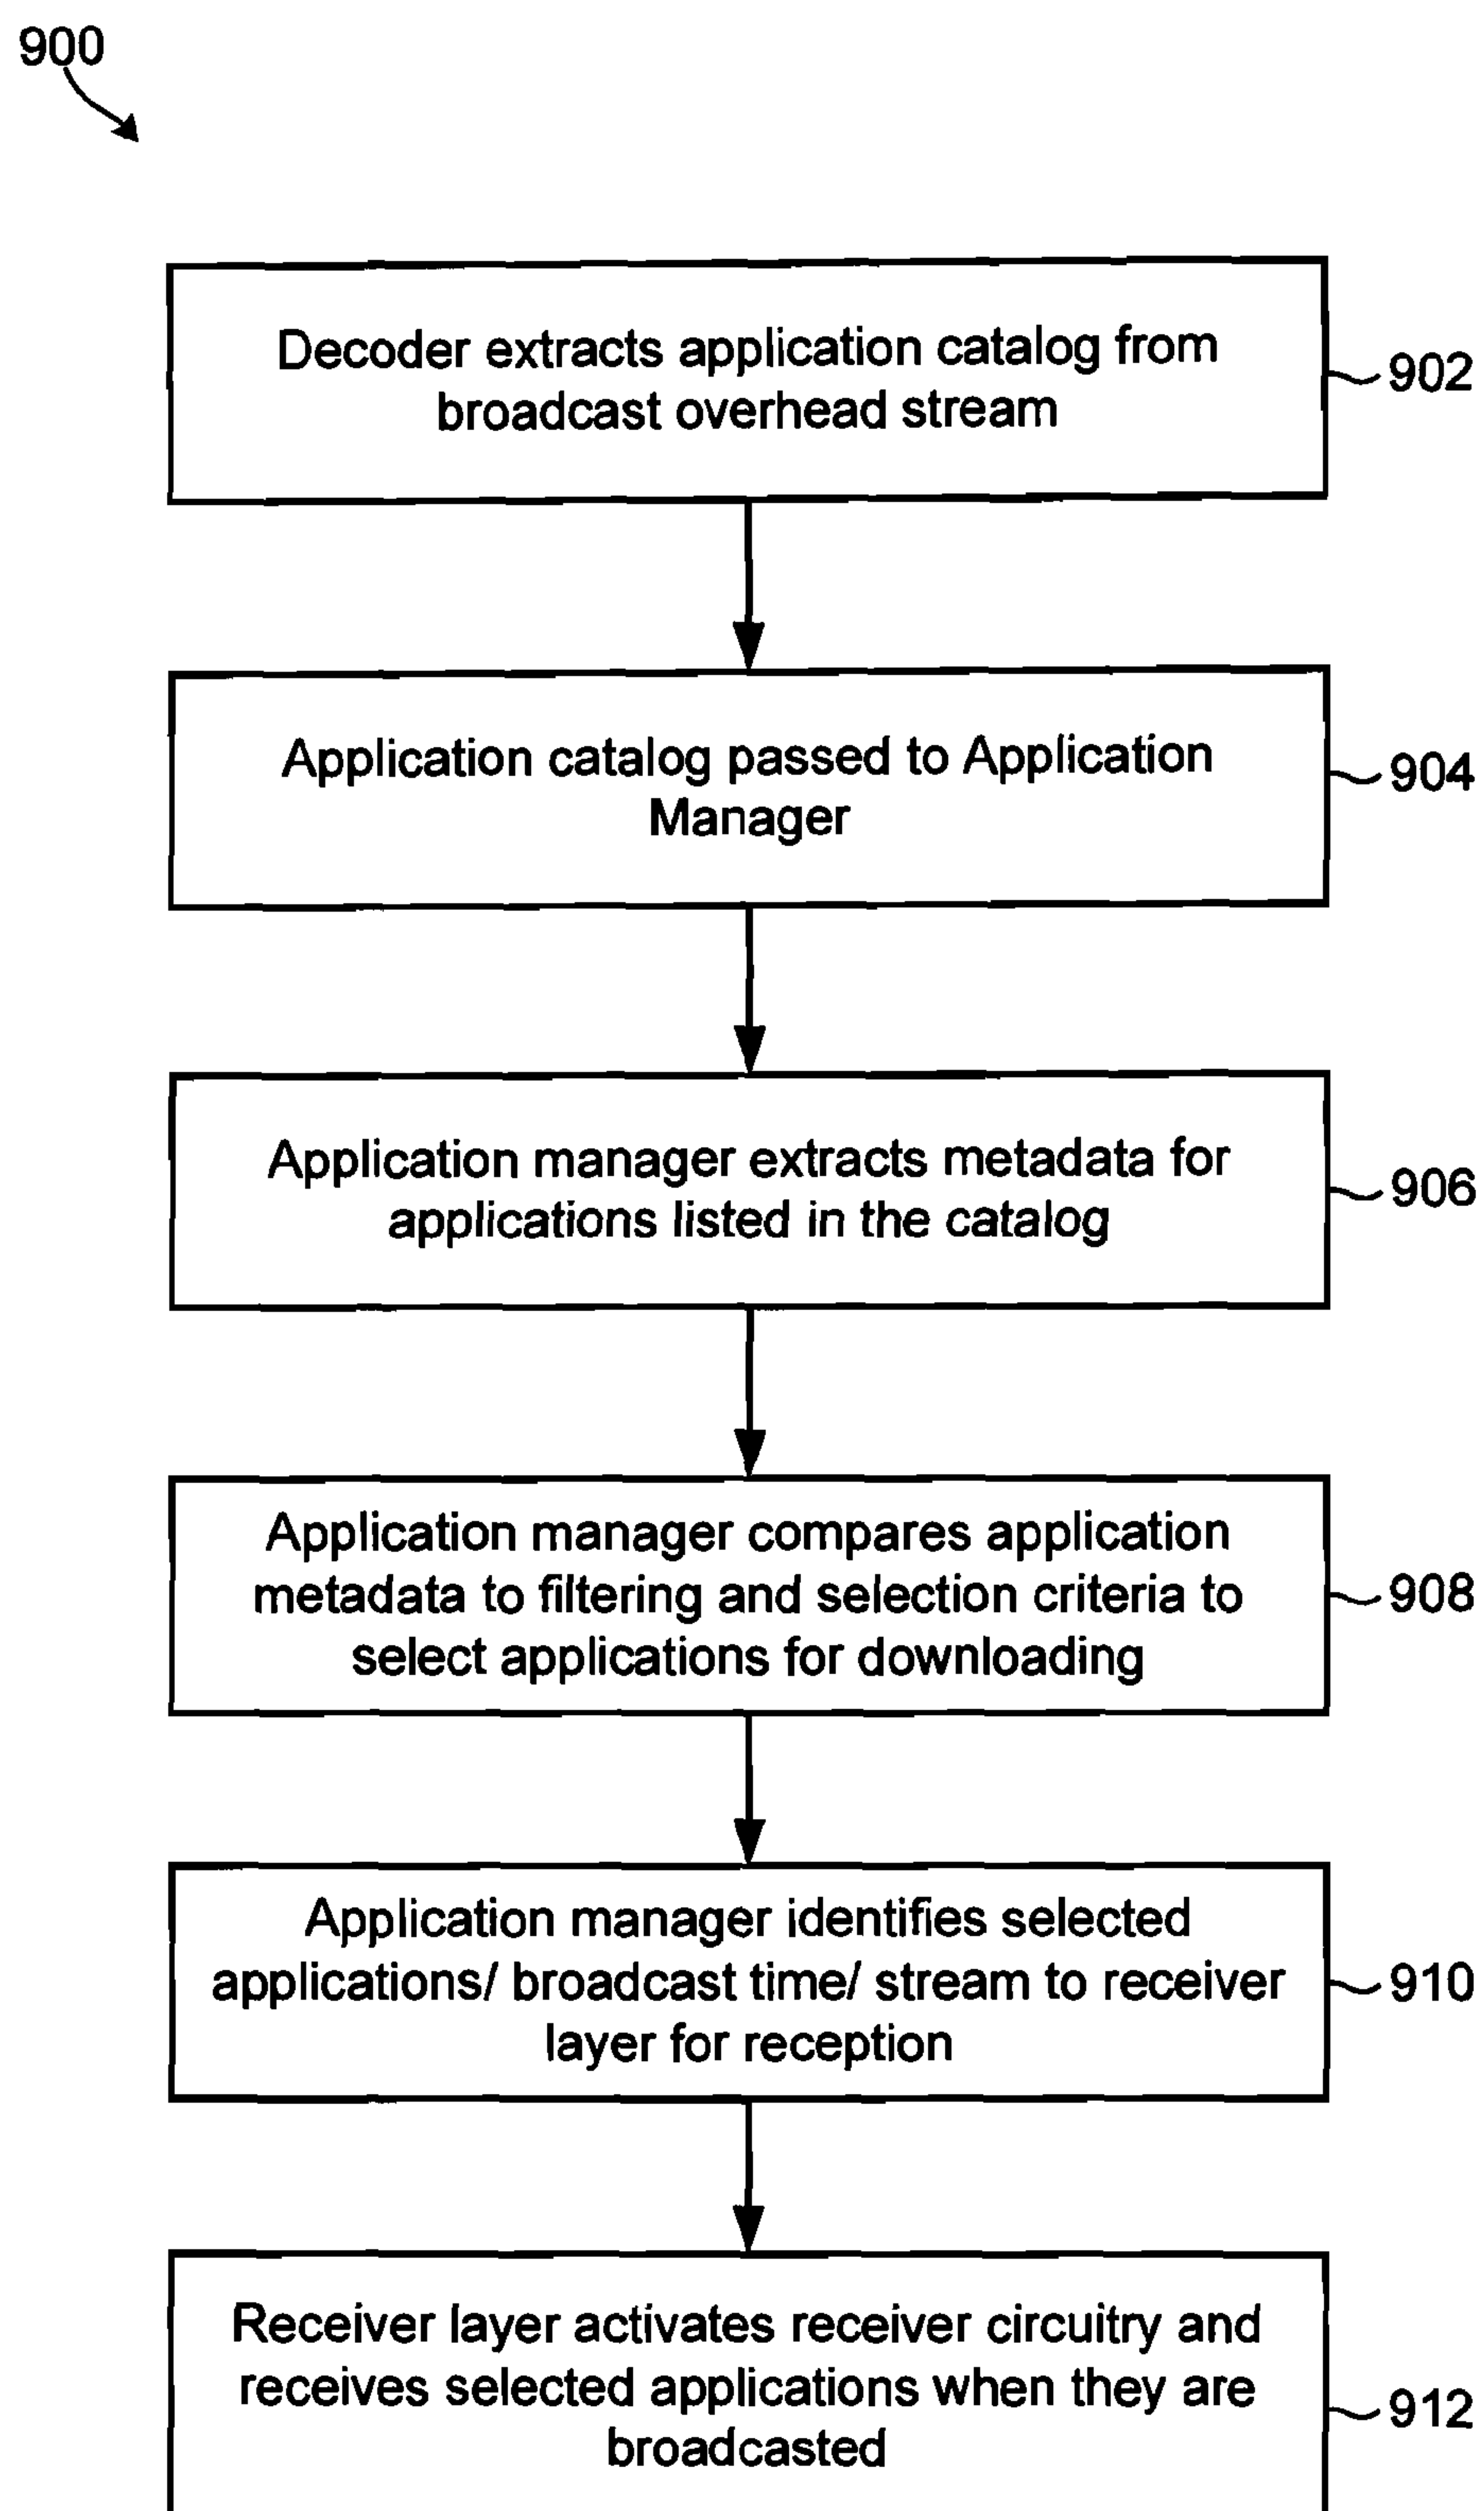 900
Decoder extracts application catalog from
broadcast overhead stream
902
Application catalog passed to Application
Manager
904
Application manager extracts metadata for
applications listed in the catalog
906
Application manager compares application
metadata to filtering and selection criteria to
select applications for downloading
908
Application manager identifies selected
applications/ broadcast time/ stream to receiver
layer for reception
910
Receiver layer activates receiver circuitry and
receives selected applications when they are
broadcasted
912